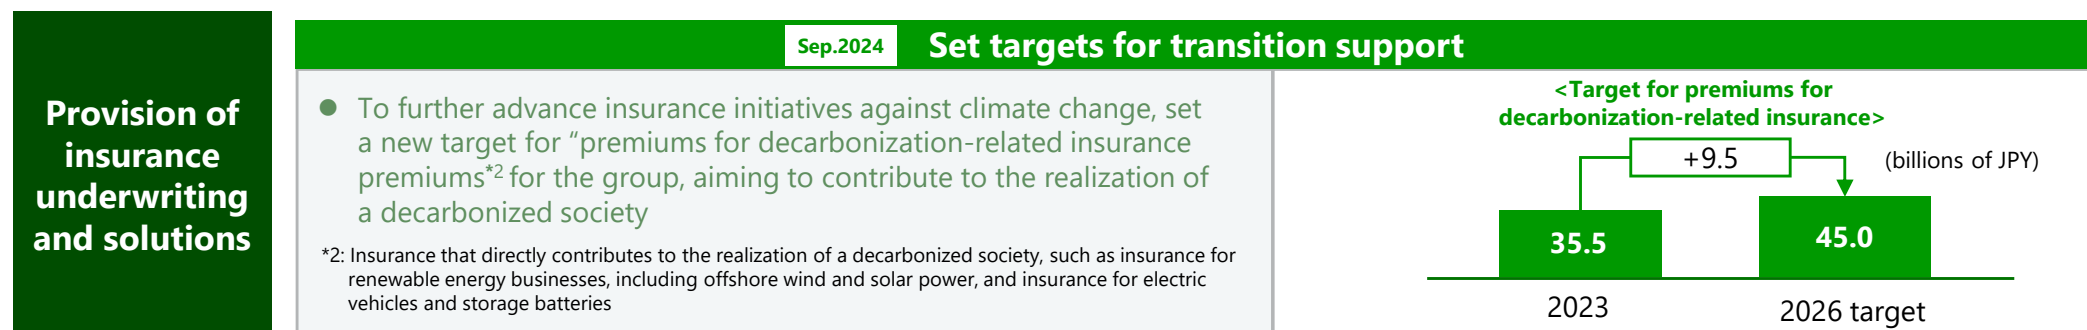 Provision of
insurance
underwriting
and solutions
Sep.2024 Set targets for transition support
● To further advance insurance initiatives against climate change, set
a new target for “premiums for decarbonization-related insurance
premiums*2 for the group, aiming to contribute to the realization of
a decarbonized society
*2: Insurance that directly contributes to the realization of a decarbonized society, such as insurance for
renewable energy businesses, including offshore wind and solar power, and insurance for electric
vehicles and storage batteries
<Target for premiums for
decarbonization-related insurance>
+9.5
(billions of JPY)
35.5
45.0
2023
2026 target